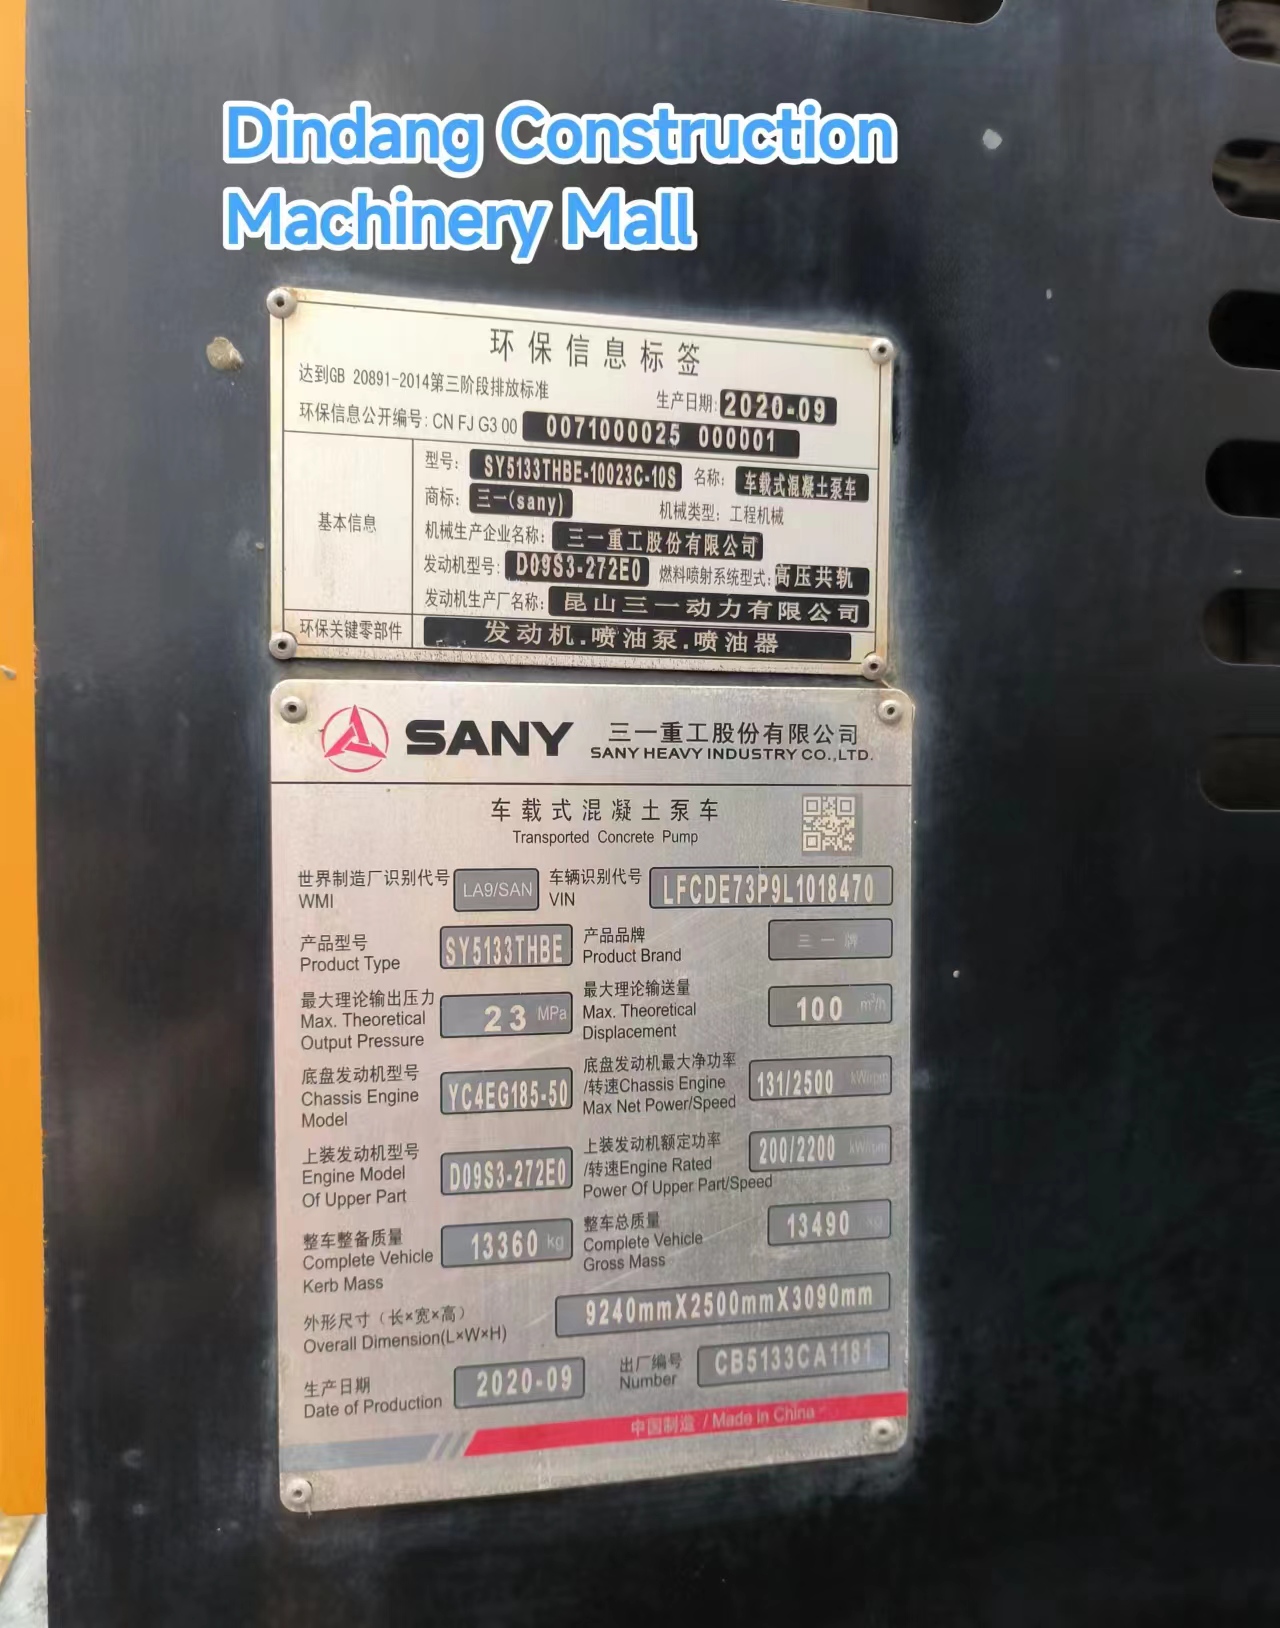 Dindang Construction
Machinery Mall
环保信息标签
达到GB 20891-2014第三阶段排放标准
生产日期: 2020-09
环保信息公开编号: CN FJ G3 00 0071000025 000001
基本信息
型号: SY5133THBE-10023C-10S 名称: 车载式混凝土泵车
商标: 三一(sany) 机械类型: 工程机械
机械生产企业名称: 三一重工股份有限公司
发动机型号: D09S3-272E0 燃料喷射系统型式: 高压共轨
发动机生产厂名称: 昆山三一动力有限公司
环保关键零部件 发动机.喷油泵.喷油器
SANY 三一重工股份有限公司
SANY HEAVY INDUSTRY CO.,LTD.
车载式混凝土泵车
Transported Concrete Pump
世界制造厂识别代号 WMI LA9/SAN 车辆识别代号 VIN LFCDE73P9L1018470
产品型号 Product Type SY5133THBE 产品品牌 Product Brand 三一牌
最大理论输出压力 Max. Theoretical Output Pressure 23 MPa 最大理论输送量 Max. Theoretical Displacement 100 m³/h
底盘发动机型号 Chassis Engine Model YC4EG185-50 底盘发动机最大净功率/转速Chassis Engine Max Net Power/Speed 131/2500 kW/rpm
上装发动机型号 Engine Model Of Upper Part D09S3-272E0 上装发动机额定功率/转速Engine Rated Power Of Upper Part/Speed 200/2200 kW/rpm
整车整备质量 Complete Vehicle Kerb Mass 13360 kg 整车总质量 Complete Vehicle Gross Mass 13490 kg
外形尺寸（长×宽×高） Overall Dimension(L×W×H) 9240mmX2500mmX3090mm
生产日期 Date of Production 2020-09 出厂编号 Number CB5133CA1181
中国制造 / Made in China